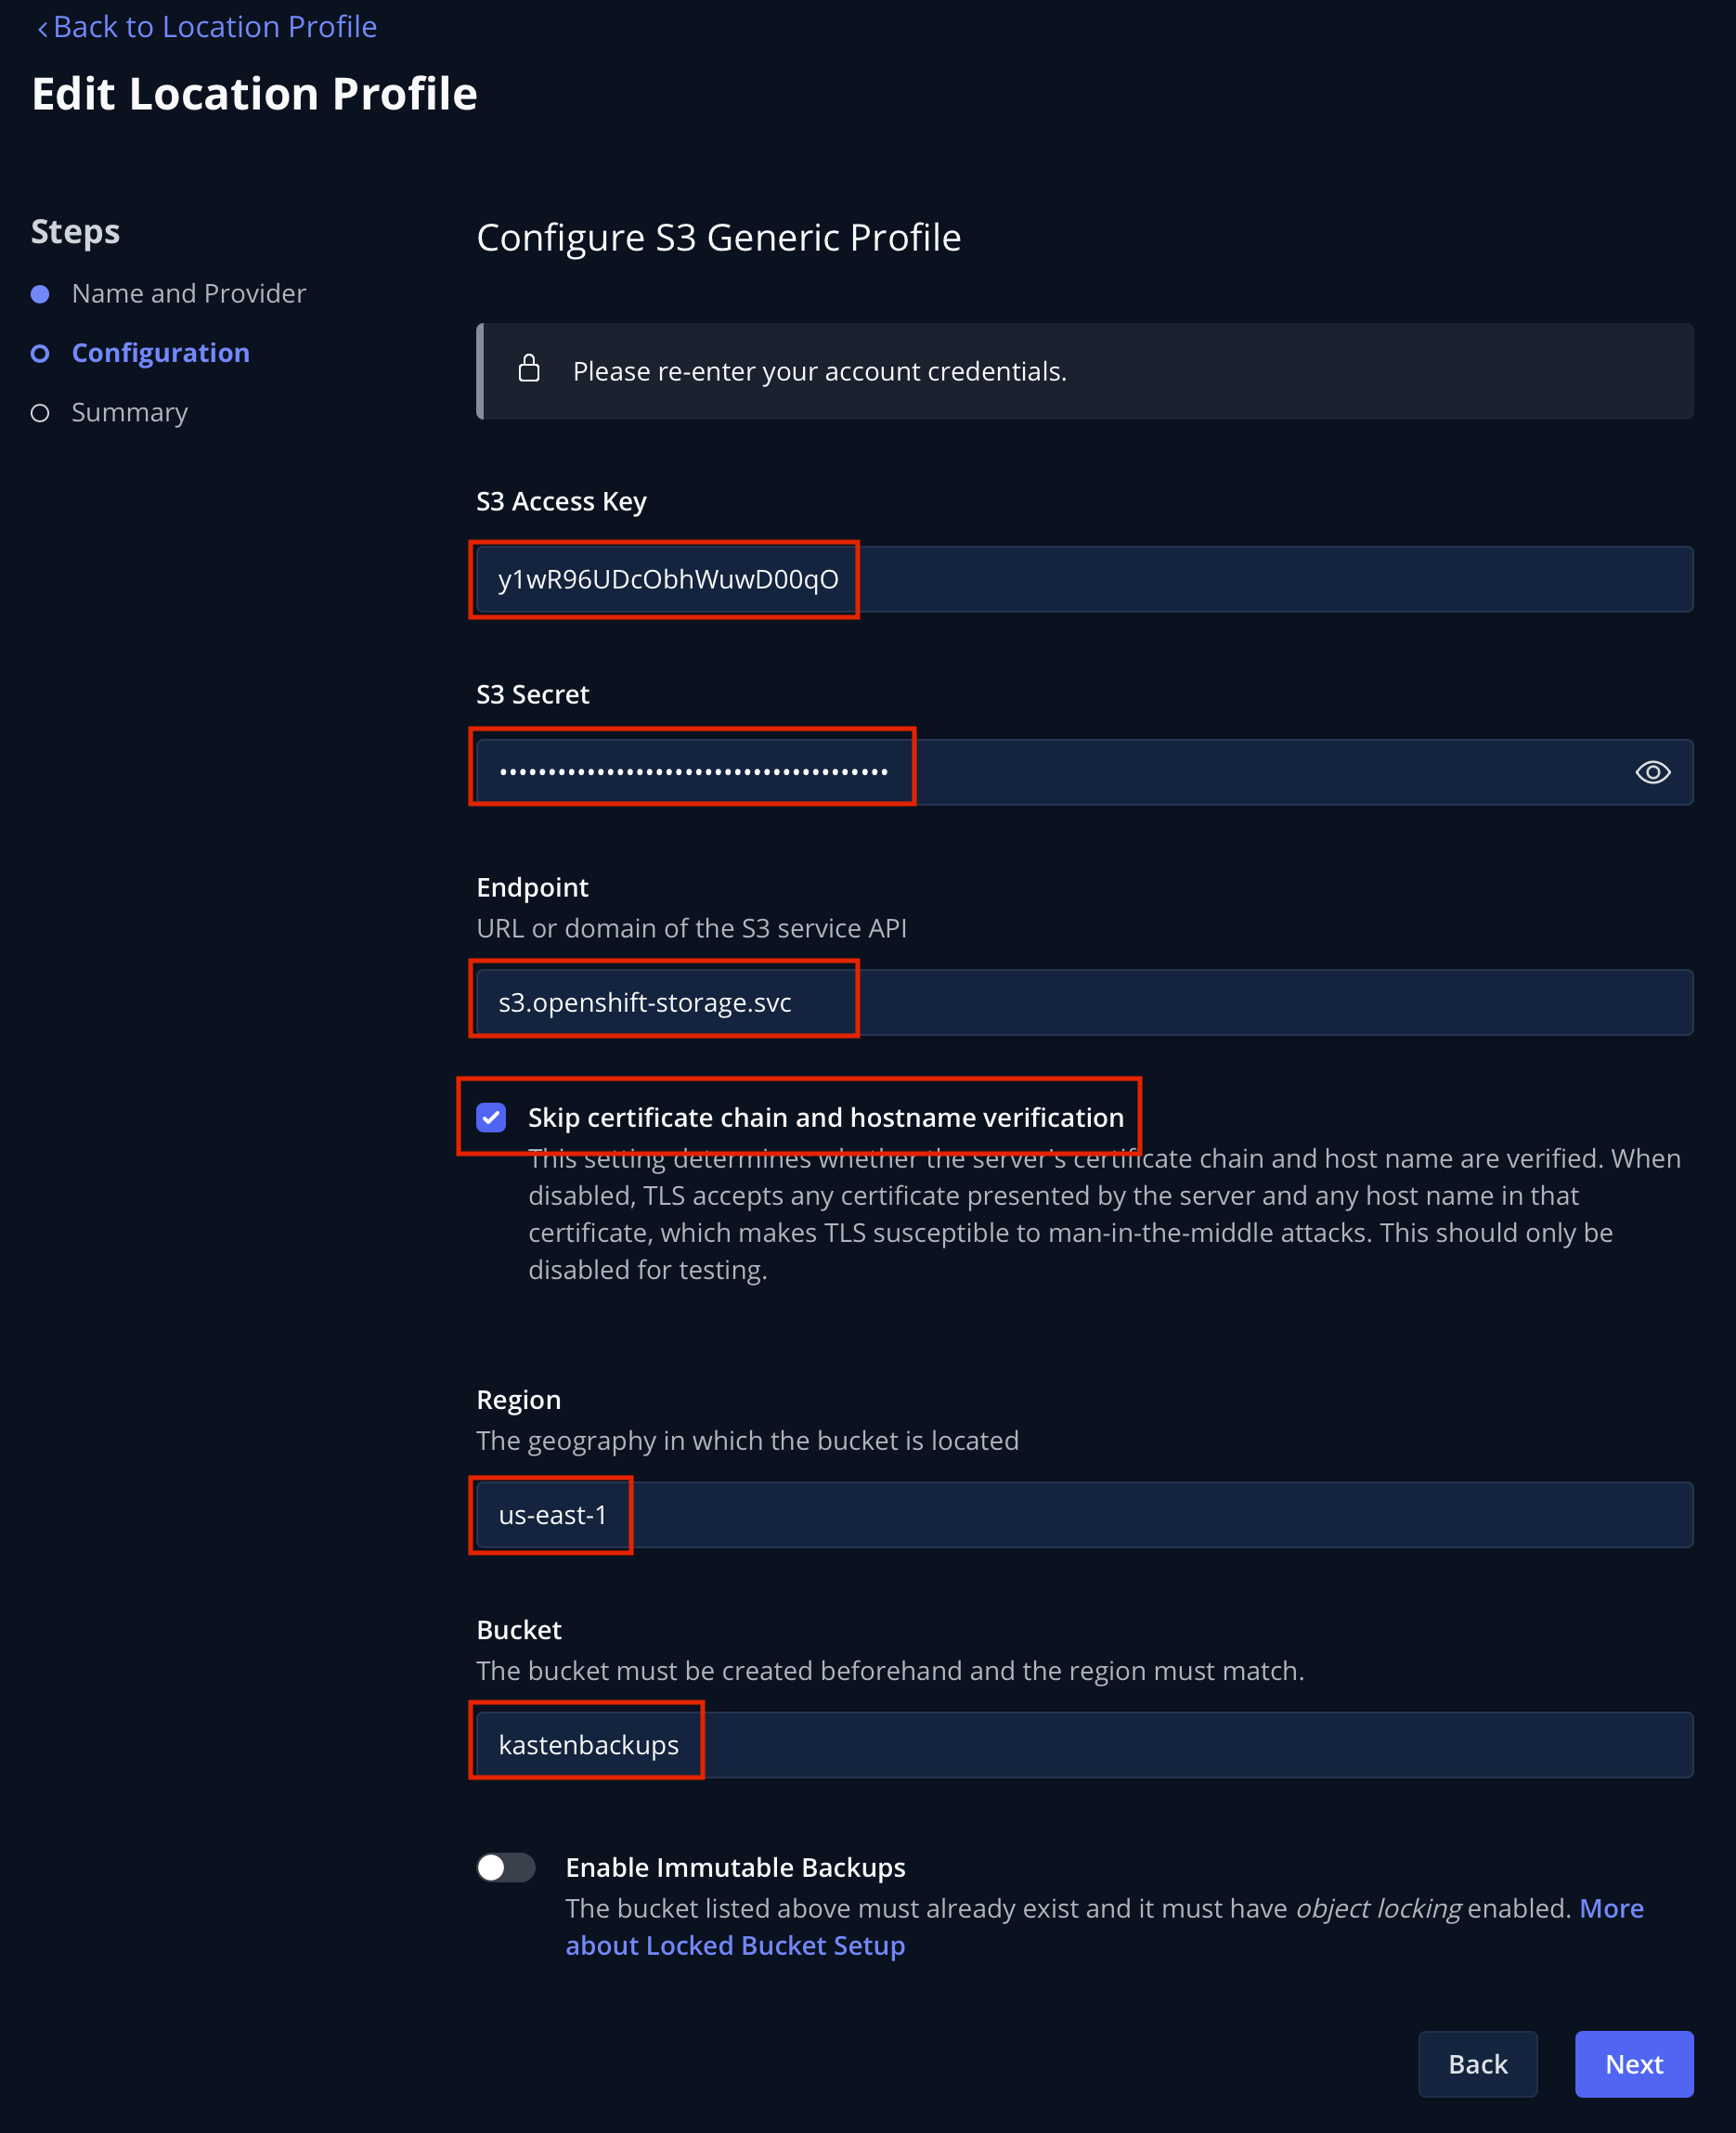 Back to Location Profile
Edit Location Profile
Steps
Name and Provider
Configuration
Summary
Configure S3 Generic Profile
Please re-enter your account credentials.
S3 Access Key
y1wR96UDcObhWuwD00qO
S3 Secret
••••••••••••••••••••••••••••••••••••••••
Endpoint
URL or domain of the S3 service API
s3.openshift-storage.svc
Skip certificate chain and hostname verification
This setting determines whether the server's certificate chain and host name are verified. When
disabled, TLS accepts any certificate presented by the server and any host name in that
certificate, which makes TLS susceptible to man-in-the-middle attacks. This should only be
disabled for testing.
Region
The geography in which the bucket is located
us-east-1
Bucket
The bucket must be created beforehand and the region must match.
kastenbackups
Enable Immutable Backups
The bucket listed above must already exist and it must have object locking enabled. More
about Locked Bucket Setup
Back
Next